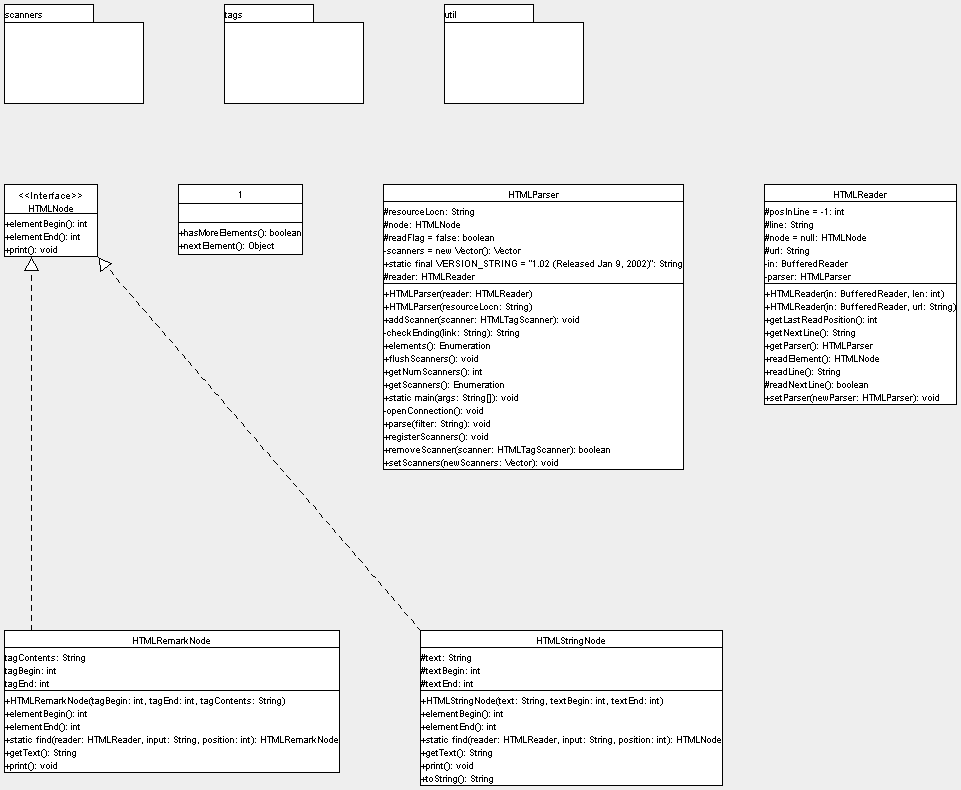 scanners
tags
util
<<Interface>>
HTMLNode
+elementBegin(): int
+elementEnd(): int
+print(): void
1
+hasMoreElements(): boolean
+nextElement(): Object
HTMLParser
#resourceLocn: String
#node: HTMLNode
#readFlag = false: boolean
-scanners = new Vector(): Vector
+static final VERSION_STRING = "1.02 (Released Jan 9, 2002)": String
#reader: HTMLReader
+HTMLParser(reader: HTMLReader)
+HTMLParser(resourceLocn: String)
+addScanner(scanner: HTMLTagScanner): void
-checkEnding(link: String): String
+elements(): Enumeration
+flushScanners(): void
+getNumScanners(): int
+getScanners(): Enumeration
+static main(args: String[]): void
-openConnection(): void
+parse(filter: String): void
+registerScanners(): void
+removeScanner(scanner: HTMLTagScanner): boolean
+setScanners(newScanners: Vector): void
HTMLReader
#posInLine = -1: int
#line: String
#node = null: HTMLNode
#url: String
-in: BufferedReader
-parser: HTMLParser
+HTMLReader(in: BufferedReader, len: int)
+HTMLReader(in: BufferedReader, url: String)
+getLastReadPosition(): int
+getNextLine(): String
+getParser(): HTMLParser
+readElement(): HTMLNode
+readLine(): String
#readNextLine(): boolean
+setParser(newParser: HTMLParser): void
HTMLRemarkNode
tagContents: String
tagBegin: int
tagEnd: int
+HTMLRemarkNode(tagBegin: int, tagEnd: int, tagContents: String)
+elementBegin(): int
+elementEnd(): int
+static find(reader: HTMLReader, input: String, position: int): HTMLRemarkNode
+getText(): String
+print(): void
HTMLStringNode
#text: String
#textBegin: int
#textEnd: int
+HTMLStringNode(text: String, textBegin: int, textEnd: int)
+elementBegin(): int
+elementEnd(): int
+static find(reader: HTMLReader, input: String, position: int): HTMLNode
+getText(): String
+print(): void
+toString(): String